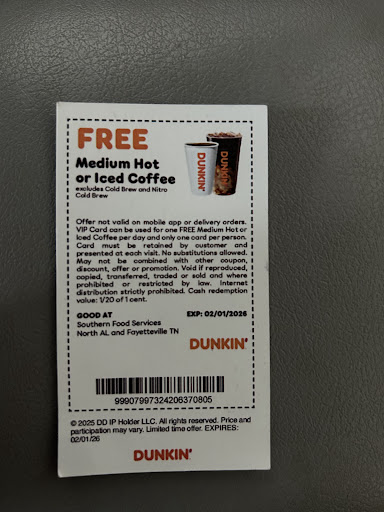 FREE
Medium Hot
or Iced Coffee
excludes Cold Brew and Nitro
Cold Brew
DUNKIN'
DUNKIN'
Offer not valid on mobile app or delivery orders.
VIP Card can be used for one FREE Medium Hot or
Iced Coffee per day and only one card per person.
Card must be retained by customer and
presented at each visit. No substitutions allowed.
May not be combined with other coupon,
discount, offer or promotion. Void if reproduced,
copied, transferred, traded or sold and where
prohibited or restricted by law. Internet
distribution strictly prohibited. Cash redemption
value: 1/20 of 1 cent.
GOOD AT EXP: 02/01/2026
Southern Food Services
North AL and Fayetteville TN
DUNKIN'
99907997324206370805
© 2025 DD IP Holder LLC. All rights reserved. Price and
participation may vary. Limited time offer. EXPIRES:
02/01/26
DUNKIN'